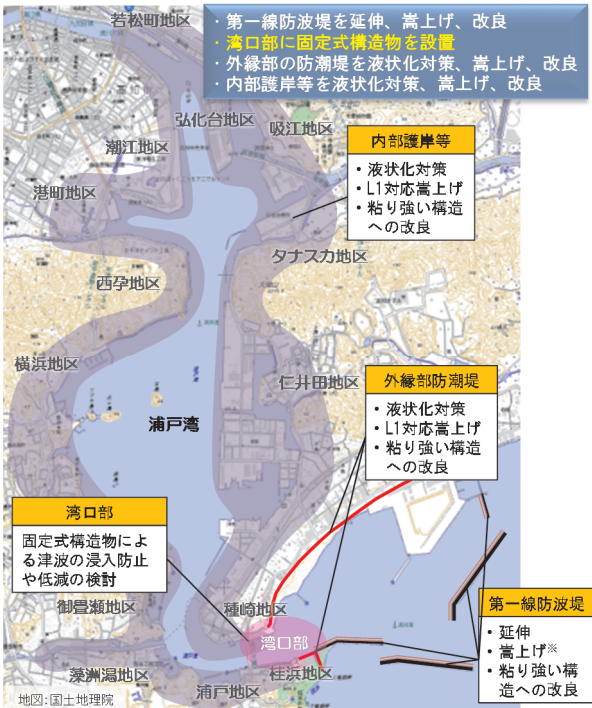 ・第一線防波堤を延伸、嵩上げ、改良
・湾口部に固定式構造物を設置
・外縁部の防潮堤を液状化対策、嵩上げ、改良
・内部護岸等を液状化対策、嵩上げ、改良
若松町地区
弘化台地区
吸江地区
潮江地区
港町地区
内部護岸等
・液状化対策
・L1対応嵩上げ
・粘り強い構造
への改良
タナスカ地区
西孕地区
横浜地区
仁井田地区
浦戸湾
外縁部防潮堤
・液状化対策
・L1対応嵩上げ
・粘り強い構造
への改良
湾口部
固定式構造物によ
る津波の浸入防止
や低減の検討
御畳瀬地区
種崎地区
湾口部
第一線防波堤
・延伸
・嵩上げ※
・粘り強い構
造への改良
藻洲潟地区
浦戸地区
桂浜地区
地図:国土地理院